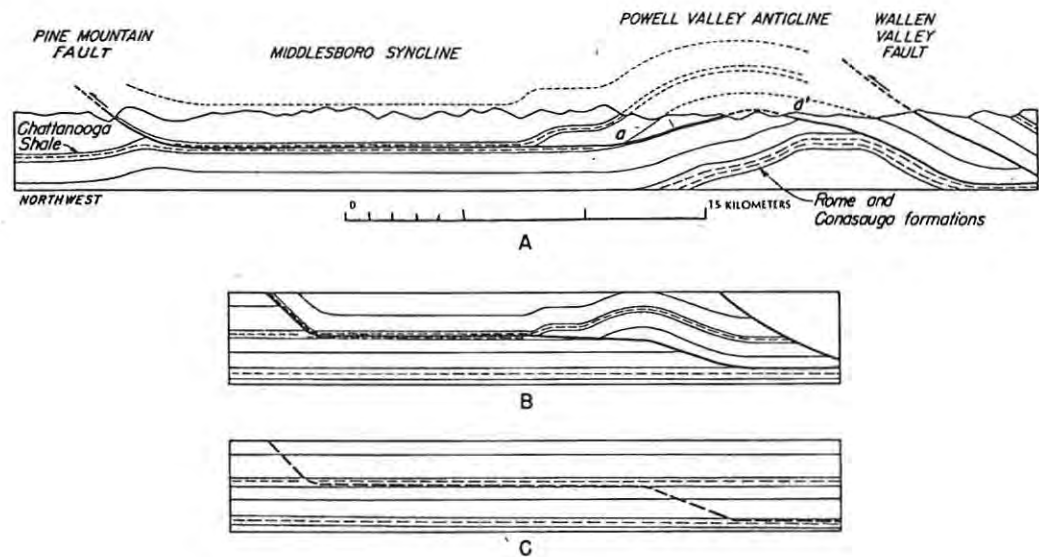 PINE MOUNTAIN
FAULT
MIDDLESBORO SYNCLINE
POWELL VALLEY ANTICLINE
WALLEN
VALLEY
FAULT
Chattanooga
Shale
a
a'
NORTHWEST
0
15 KILOMETERS
Rome and
Conasauga formations
A
B
C